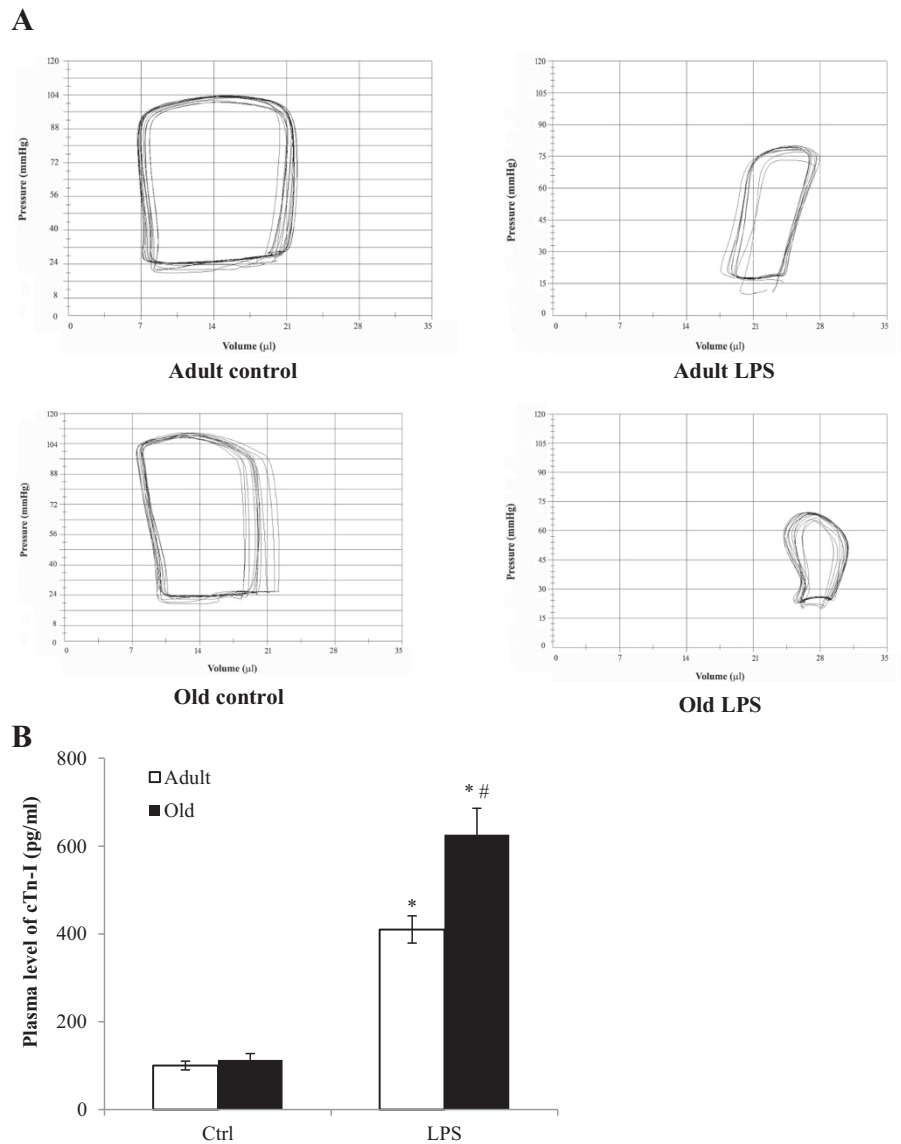 A
Pressure (mmHg)
120
104
88
72
56
40
24
8
0
0 7 14 21 28 35
Volume (µl)
Adult control
Pressure (mmHg)
120
105
90
75
60
45
30
15
0
0 7 14 21 28 35
Volume (µl)
Adult LPS
Pressure (mmHg)
120
104
88
72
56
40
24
8
0
0 7 14 21 28 35
Volume (µl)
Old control
Pressure (mmHg)
120
105
90
75
60
45
30
15
0
0 7 14 21 28 35
Volume (µl)
Old LPS
B
Plasma level of cTn-I (pg/ml)
800
600
400
200
0
Adult
Old
*
* #
Ctrl LPS